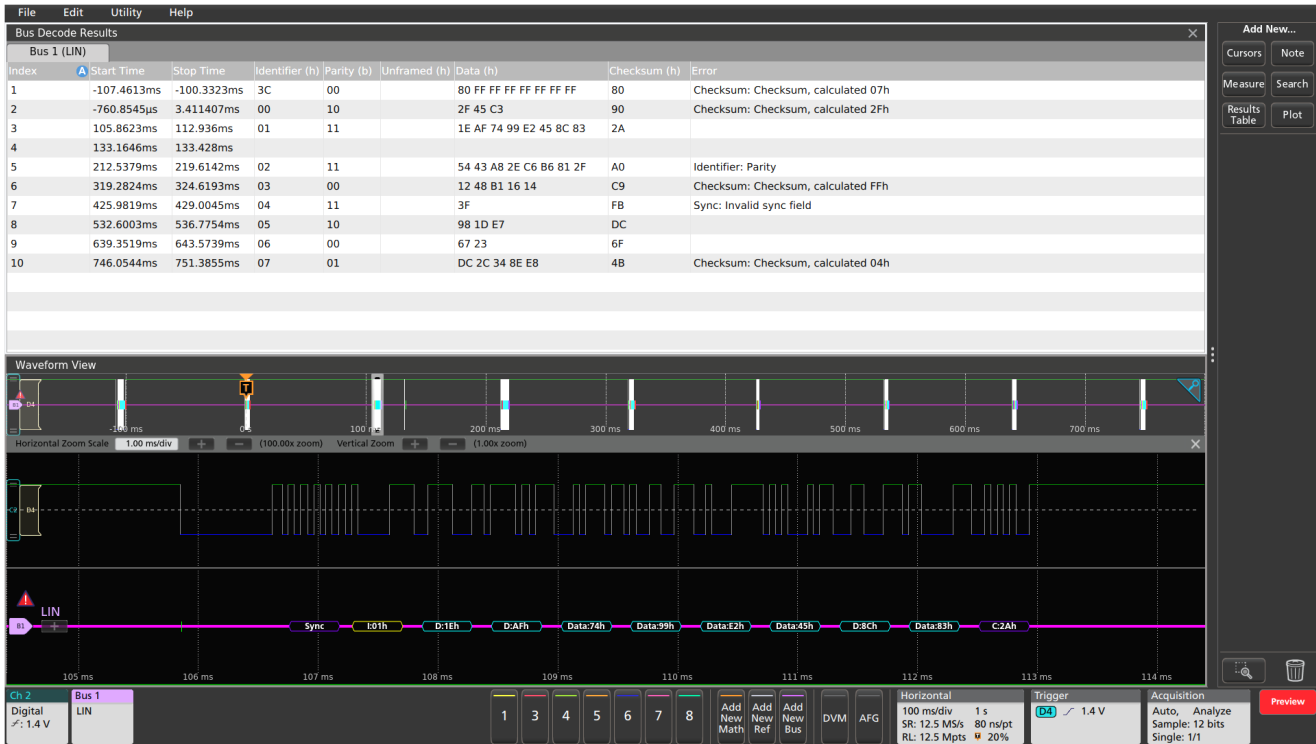 File Edit Utility Help
Bus Decode Results
Bus 1 (LIN)
Index A Start Time Stop Time Identifier (h) Parity (b) Unframed (h) Data (h) Checksum (h) Error
1 -107.4613ms -100.3323ms 3C 00 80 FF FF FF FF FF FF FF 80 Checksum: Checksum, calculated 07h
2 -760.8545µs 3.411407ms 00 10 2F 45 C3 90 Checksum: Checksum, calculated 2Fh
3 105.8623ms 112.936ms 01 11 1E AF 74 99 E2 45 8C 83 2A
4 133.1646ms 133.428ms
5 212.5379ms 219.6142ms 02 11 54 43 A8 2E C6 B6 81 2F A0 Identifier: Parity
6 319.2824ms 324.6193ms 03 00 12 48 B1 16 14 C9 Checksum: Checksum, calculated FFh
7 425.9819ms 429.0045ms 04 11 3F FB Sync: Invalid sync field
8 532.6003ms 536.7754ms 05 10 98 1D E7 DC
9 639.3519ms 643.5739ms 06 00 67 23 6F
10 746.0544ms 751.3855ms 07 01 DC 2C 34 8E E8 4B Checksum: Checksum, calculated 04h
Waveform View
T
B1 D4
0 s 200 ms 300 ms 400 ms 500 ms 600 ms 700 ms
Horizontal Zoom Scale 1.00 ms/div + − (100.00x zoom) Vertical Zoom + − (1.00x zoom)
C2 D4
LIN
B1 + Sync I:01h D:1Eh D:AFh Data:74h Data:99h Data:E2h Data:45h D:8Ch Data:83h C:2Ah
105 ms 106 ms 107 ms 108 ms 109 ms 110 ms 111 ms 112 ms 113 ms 114 ms
Ch 2
Digital
: 1.4 V
Bus 1
LIN
1 3 4 5 6 7 8
Add New Math
Add New Ref
Add New Bus
DVM AFG
Horizontal
100 ms/div 1 s
SR: 12.5 MS/s 80 ns/pt
RL: 12.5 Mpts 20%
Trigger
D4 1.4 V
Acquisition
Auto, Analyze
Sample: 12 bits
Single: 1/1
Add New...
Cursors Note
Measure Search
Results Table
Plot
Preview